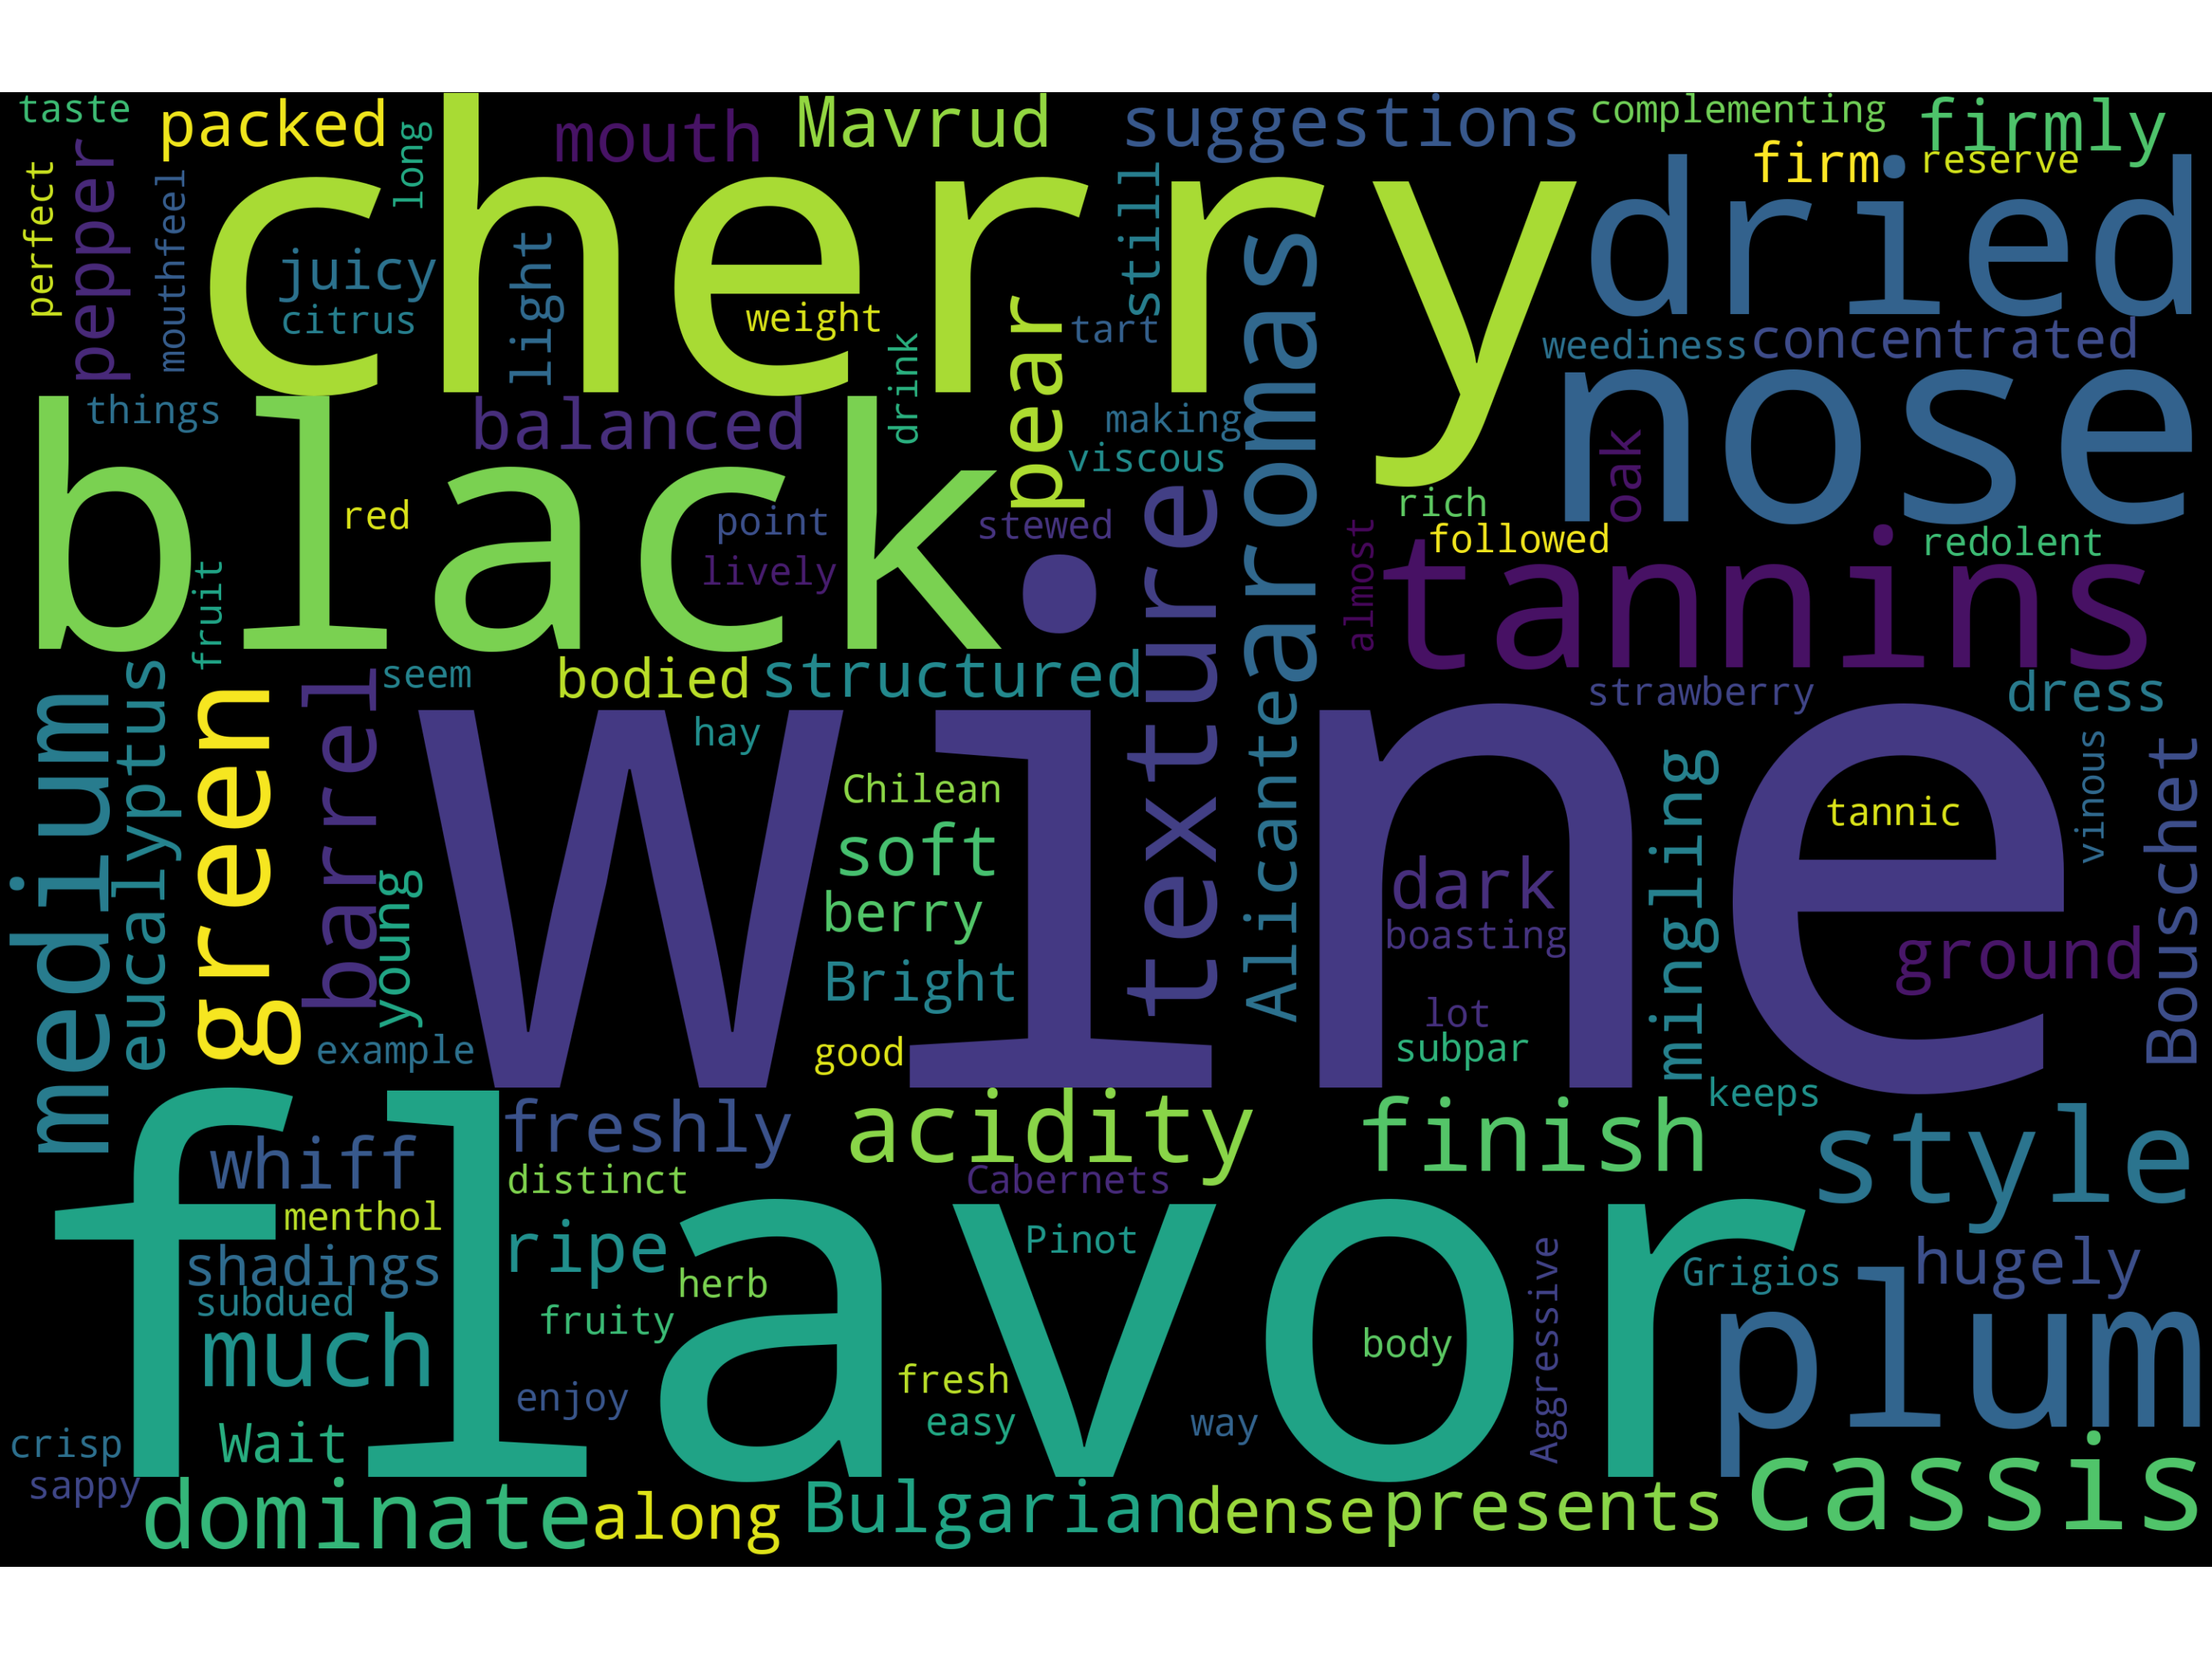 taste
packed
long
mouth
Mavrud
suggestions
complementing
firmly
firm
reserve
perfect
pepper
mouthfeel
cherry
juicy
citrus
light
weight
drink
pear
still
tart
aromas
dried
weediness
concentrated
nose
things
balanced
making
viscous
black
red
point
lively
stewed
texture
rich
oak
followed
almost
redolent
tannins
fruit
seem
bodied
structured
strawberry
dress
medium
eucalyptus
green
barrel
young
wine
hay
Chilean
soft
berry
Bright
good
Alicante
dark
boasting
lot
subpar
mingling
tannic
vinous
ground
Bouschet
example
keeps
freshly
acidity
finish
style
whiff
menthol
distinct
Cabernets
flavor
shadings
subdued
ripe
herb
Pinot
Grigios
hugely
much
fruity
body
Aggressive
plum
enjoy
fresh
easy
way
crisp
Wait
sappy
dominate
along
Bulgarian
dense
presents
cassis